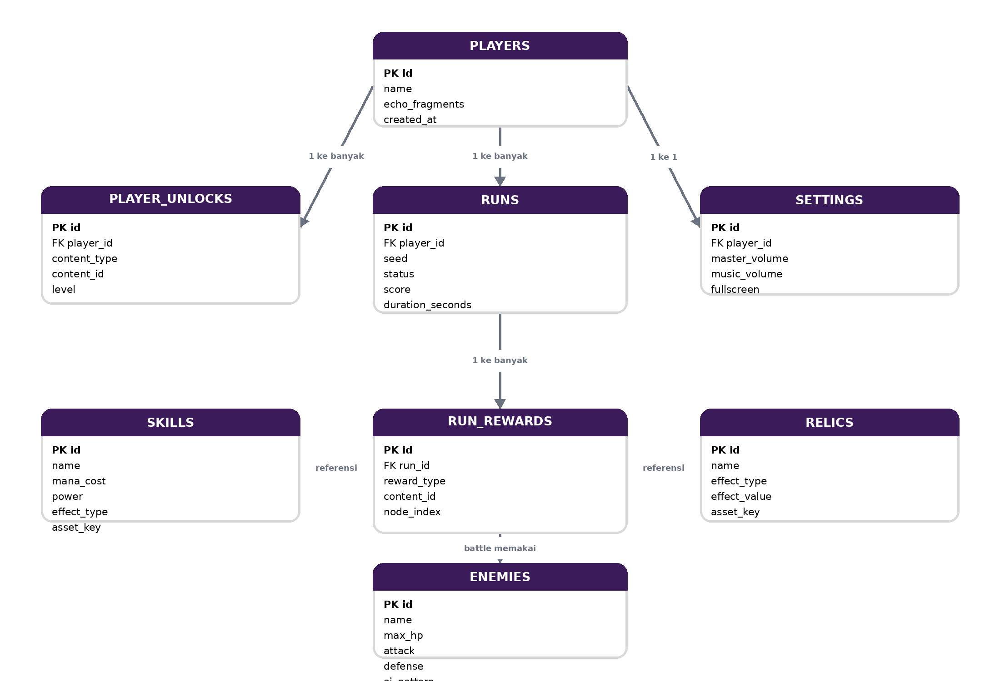 PLAYERS
PK id
name
echo_fragments
created_at
1 ke banyak
1 ke banyak
1 ke 1
PLAYER_UNLOCKS
PK id
FK player_id
content_type
content_id
level
RUNS
PK id
FK player_id
seed
status
score
duration_seconds
SETTINGS
PK id
FK player_id
master_volume
music_volume
fullscreen
1 ke banyak
SKILLS
PK id
name
mana_cost
power
effect_type
asset_key
referensi
RUN_REWARDS
PK id
FK run_id
reward_type
content_id
node_index
referensi
RELICS
PK id
name
effect_type
effect_value
asset_key
battle memakai
ENEMIES
PK id
name
max_hp
attack
defense
ai_pattern